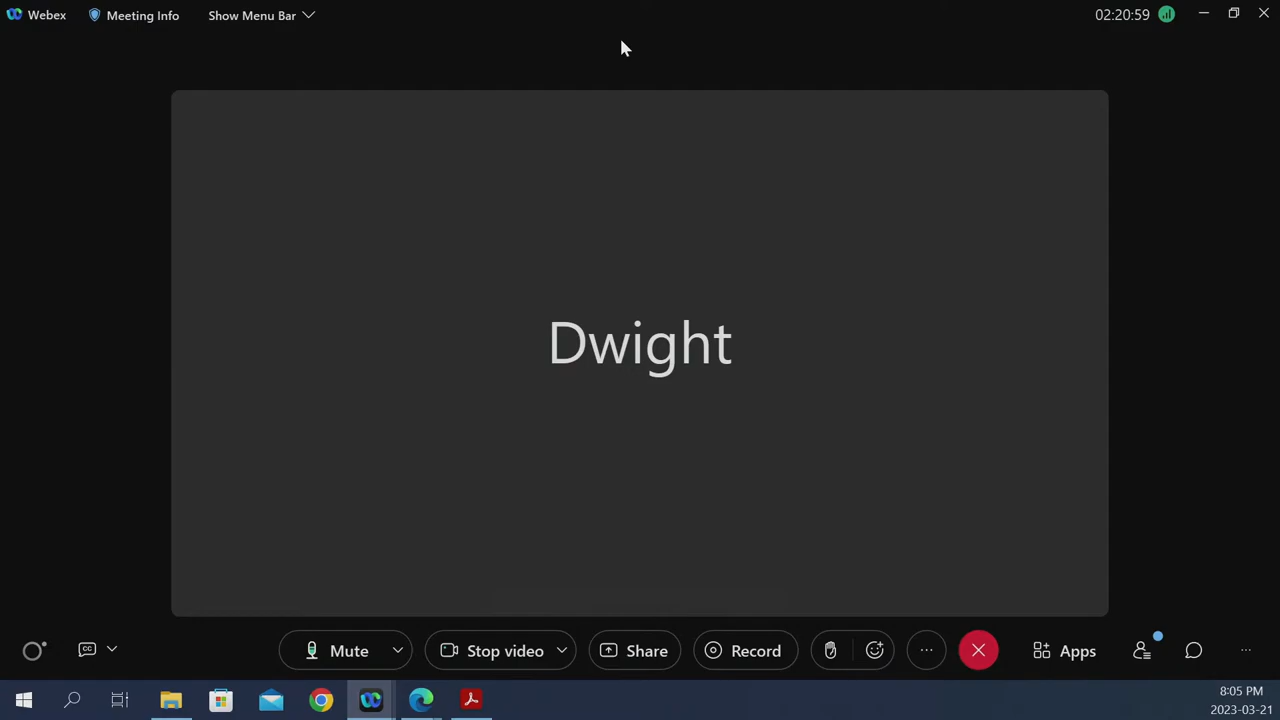 Webex
Meeting Info
Show Menu Bar
02:20:59
Dwight
CC
Mute
Stop video
Share
Record
Apps
8:05 PM
2023-03-21